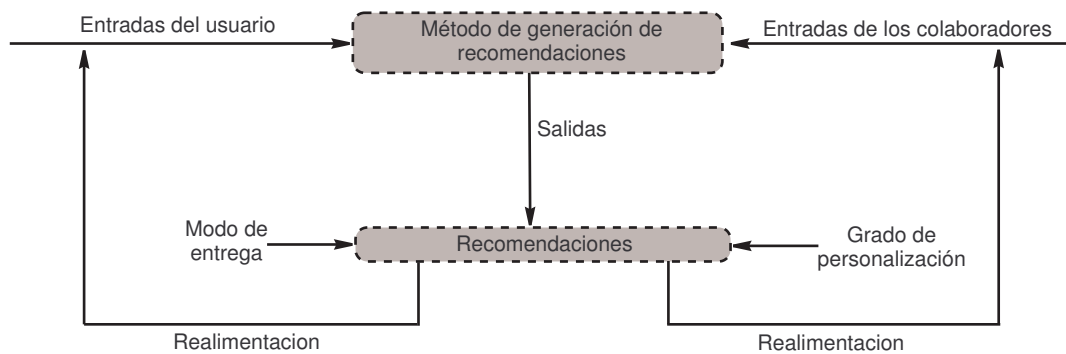 Entradas del usuario
Método de generación de
recomendaciones
Entradas de los colaboradores
Salidas
Modo de
entrega
Recomendaciones
Grado de
personalización
Realimentacion
Realimentacion